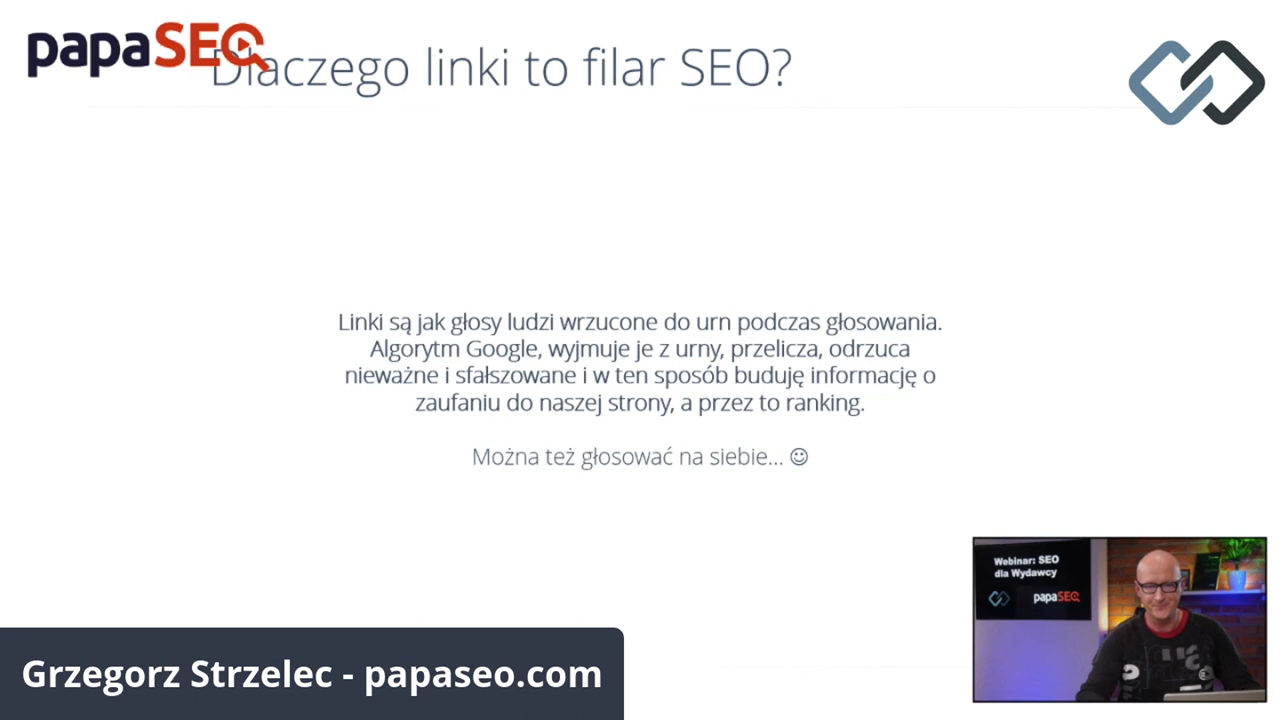 papaSEO
Dlaczego linki to filar SEO?
Linki są jak głosy ludzi wrzucone do urn podczas głosowania.
Algorytm Google, wyjmuje je z urny, przelicza, odrzuca
nieważne i sfałszowane i w ten sposób buduję informację o
zaufaniu do naszej strony, a przez to ranking.
Można też głosować na siebie... ☺
Webinar: SEO
dla Wydawcy
papaSEO
Grzegorz Strzelec - papaseo.com